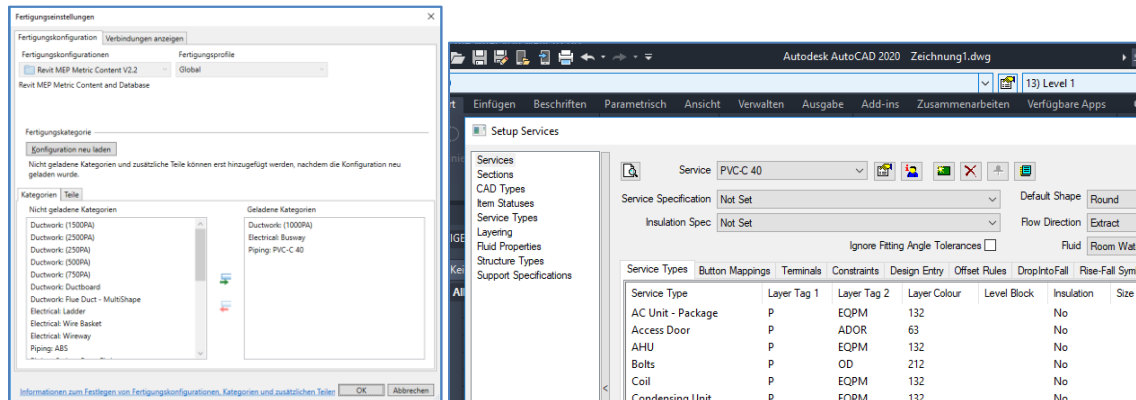 Fertigungseinstellungen
Fertigungskonfiguration Verbindungen anzeigen
Fertigungskonfigurationen Fertigungsprofile
Revit MEP Metric Content V2.2 Global
Revit MEP Metric Content and Database
Fertigungskategorie
Konfiguration neu laden
Nicht geladene Kategorien und zusätzliche Teile können erst hinzugefügt werden, nachdem die Konfiguration neu
geladen wurde.
Kategorien Teile
Nicht geladene Kategorien Geladene Kategorien
Ductwork: (1500PA) Ductwork: (1000PA)
Ductwork: (2500PA) Electrical: Busway
Ductwork: (250PA) Piping: PVC-C 40
Ductwork: (500PA)
Ductwork: (750PA)
Ductwork: Ductboard
Ductwork: Flue Duct - MultiShape
Electrical: Ladder
Electrical: Wire Basket
Electrical: Wireway
Piping: ABS
Informationen zum Festlegen von Fertigungskonfigurationen, Kategorien und zusätzlichen Teilen OK Abbrechen
Autodesk AutoCAD 2020 Zeichnung1.dwg
13) Level 1
Einfügen Beschriften Parametrisch Ansicht Verwalten Ausgabe Add-ins Zusammenarbeiten Verfügbare Apps
Setup Services
Services
Sections
CAD Types
Item Statuses
Service Types
Layering
Fluid Properties
Structure Types
Support Specifications
Service PVC-C 40
Service Specification Not Set Default Shape Round
Insulation Spec Not Set Flow Direction Extract
Ignore Fitting Angle Tolerances Fluid Room Wat
Service Types Button Mappings Terminals Constraints Design Entry Offset Rules DropIntoFall Rise-Fall Sym
Service Type Layer Tag 1 Layer Tag 2 Layer Colour Level Block Insulation Size
AC Unit - Package P EQPM 132 No
Access Door P ADOR 63 No
AHU P EQPM 132 No
Bolts P OD 212 No
Coil P EQPM 132 No
Condensing Unit P EQPM 132 No